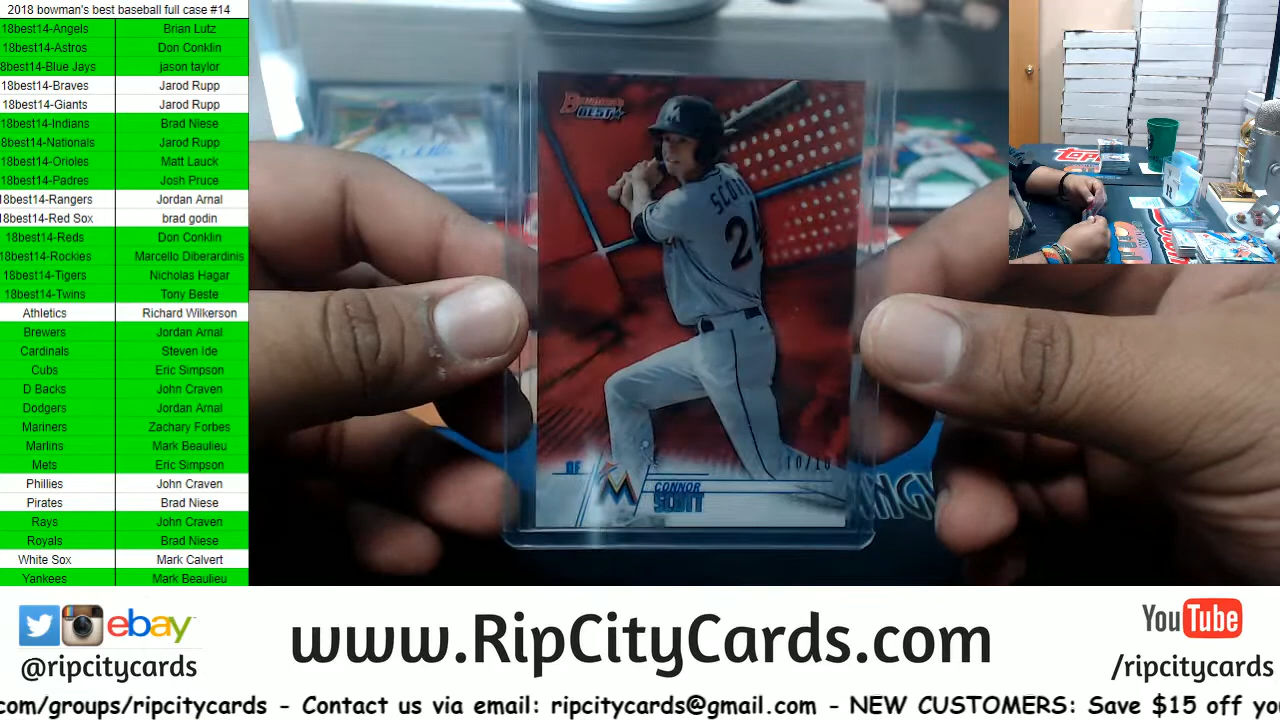 2018 bowman's best baseball full case #14
18best14-Angels Brian Lutz
18best14-Astros Don Conklin
8best14-Blue Jays jason taylor
18best14-Braves Jarod Rupp
18best14-Giants Jarod Rupp
18best14-Indians Brad Niese
8best14-Nationals Jarod Rupp
18best14-Orioles Matt Lauck
18best14-Padres Josh Pruce
18best14-Rangers Jordan Arnal
18best14-Red Sox brad godin
18best14-Reds Don Conklin
18best14-Rockies Marcello Diberardinis
18best14-Tigers Nicholas Hagar
18best14-Twins Tony Beste
Athletics Richard Wilkerson
Brewers Jordan Arnal
Cardinals Steven Ide
Cubs Eric Simpson
D Backs John Craven
Dodgers Jordan Arnal
Mariners Zachary Forbes
Marlins Mark Beaulieu
Mets Eric Simpson
Phillies John Craven
Pirates Brad Niese
Rays John Craven
Royals Brad Niese
White Sox Mark Calvert
Yankees Mark Beaulieu
BOWMAN'S
BEST
M
SCOTT
2
10/10
OF
M
CONNOR
SCOTT
topps
ebay
@ripcitycards
www.RipCityCards.com
YouTube
/ripcitycards
com/groups/ripcitycards - Contact us via email: ripcitycards@gmail.com - NEW CUSTOMERS: Save $15 off yo